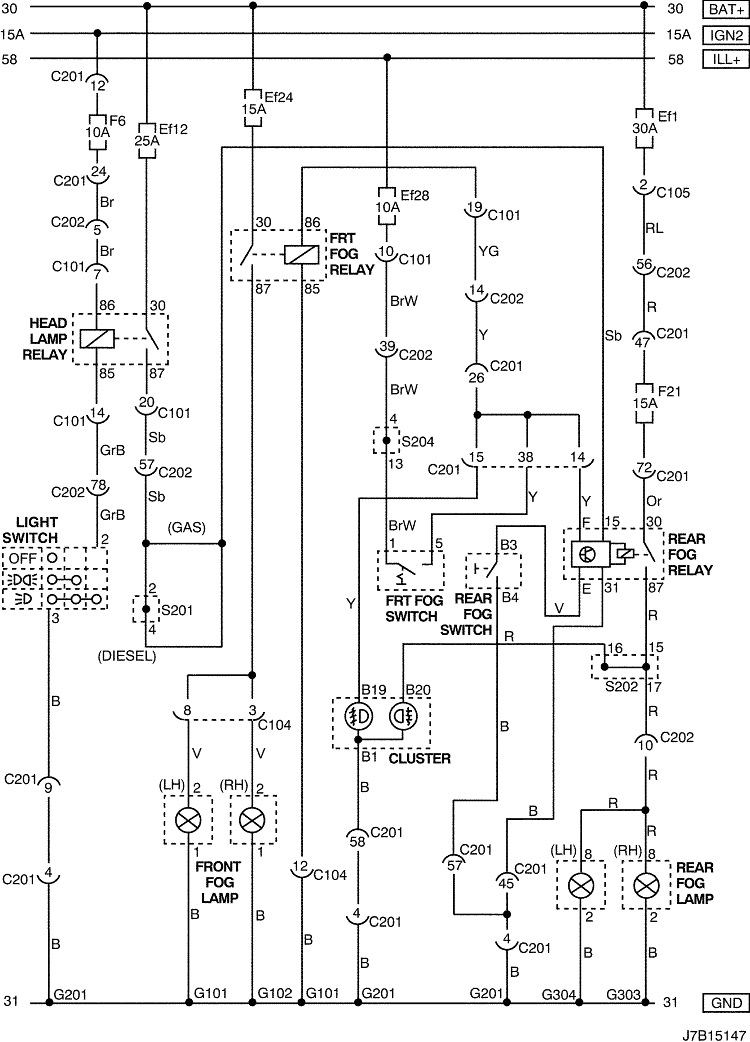 30 30 BAT+
15A 15A IGN2
58 58 ILL+
C201 12
Ef24 15A
F6 10A
Ef12 25A
Ef1 30A
24 C201
Ef28 10A
2 C105
Br
19 C101
C202 5
30 86
RL
Br
FRT FOG RELAY
10 C101
YG
56 C202
C101 7
87 85
14 C202
R
86 30
BrW
HEAD LAMP RELAY
Y
Sb
C201 47
39 C202
85 87
C201 26
20 C101
BrW
F21 15A
14 C101
Sb
4
S204
GrB
57 C202
13
15 38 14
C201
72 C201
78 C202
Sb
Y
Y
Or
GrB
LIGHT SWITCH
2
(GAS)
BrW
F 15 30
REAR FOG RELAY
1 5
B3
OFF
2
S201
4
FRT FOG SWITCH
B4
REAR FOG SWITCH
E 31 87
3
Y
V
R
(DIESEL)
R
16 15
S202
17
B
B19 B20
R
8 3
C104
CLUSTER
B
C202 10
V V
B1
C201 9
(LH) 2
(RH) 2
B
R
B
R
R
1 1
FRONT FOG LAMP
58 C201
C201 57
C201 45
(LH) 8
(RH) 8
REAR FOG LAMP
4 C201
12 C104
B
B
4 C201
2 2
B
B
B
4 C201
B
B
B
B
31 G201 G101 G102 G101 G201 G201 G304 G303 31 GND
J7B15147